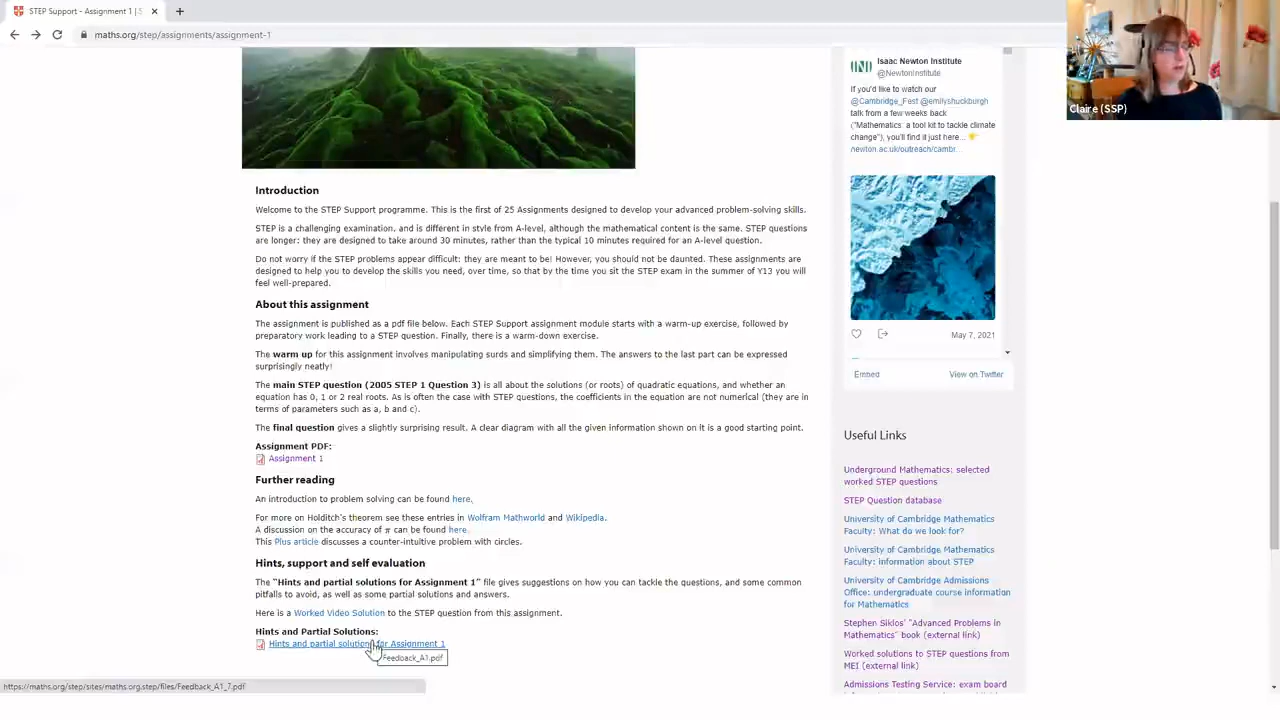 STEP Support - Assignment 1 | S
maths.org/step/assignments/assignment-1
Claire (SSP)
Introduction
Welcome to the STEP Support programme. This is the first of 25 Assignments designed to develop your advanced problem-solving skills.
STEP is a challenging examination, and is different in style from A-level, although the mathematical content is the same. STEP questions
are longer: they are designed to take around 30 minutes, rather than the typical 10 minutes required for an A-level question.
Do not worry if the STEP problems appear difficult: they are meant to be! However, you should not be daunted. These assignments are
designed to help you to develop the skills you need, over time, so that by the time you sit the STEP exam in the summer of Y13 you will
feel well-prepared.
About this assignment
The assignment is published as a pdf file below. Each STEP Support assignment module starts with a warm-up exercise, followed by
preparatory work leading to a STEP question. Finally, there is a warm-down exercise.
The warm up for this assignment involves manipulating surds and simplifying them. The answers to the last part can be expressed
surprisingly neatly!
The main STEP question (2005 STEP 1 Question 3) is all about the solutions (or roots) of quadratic equations, and whether an
equation has 0, 1 or 2 real roots. As is often the case with STEP questions, the coefficients in the equation are not numerical (they are in
terms of parameters such as a, b and c).
The final question gives a slightly surprising result. A clear diagram with all the given information shown on it is a good starting point.
Assignment PDF:
Assignment 1
Further reading
An introduction to problem solving can be found here.
For more on Holditch's theorem see these entries in Wolfram Mathworld and Wikipedia.
A discussion on the accuracy of π can be found here.
This Plus article discusses a counter-intuitive problem with circles.
Hints, support and self evaluation
The "Hints and partial solutions for Assignment 1" file gives suggestions on how you can tackle the questions, and some common
pitfalls to avoid, as well as some partial solutions and answers.
Here is a Worked Video Solution to the STEP question from this assignment.
Hints and Partial Solutions:
Hints and partial solutions for Assignment 1
Feedback_A1.pdf
https://maths.org/step/sites/maths.org.step/files/Feedback_A1_7.pdf
Isaac Newton Institute
@NewtonInstitute
If you'd like to watch our
@Cambridge_Fest @emilyshuckburgh
talk from a few weeks back
("Mathematics: a tool kit to tackle climate
change"), you'll find it just here...
newton.ac.uk/outreach/cambr...
May 7, 2021
Embed
View on Twitter
Useful Links
Underground Mathematics: selected
worked STEP questions
STEP Question database
University of Cambridge Mathematics
Faculty: What do we look for?
University of Cambridge Mathematics
Faculty: information about STEP
University of Cambridge Admissions
Office: undergraduate course information
for Mathematics
Stephen Siklos' "Advanced Problems in
Mathematics" book (external link)
Worked solutions to STEP questions from
MEI (external link)
Admissions Testing Service: exam board